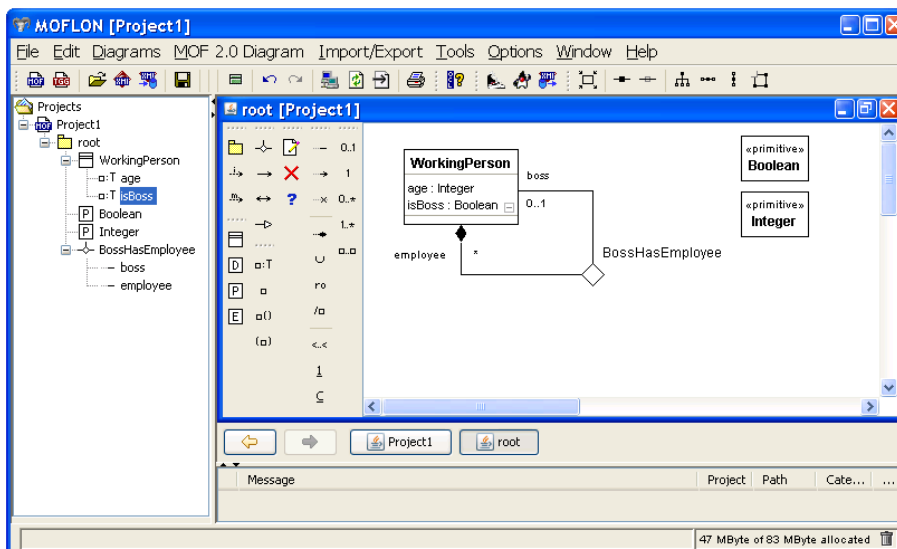 MOFLON [Project1]
File Edit Diagrams MOF 2.0 Diagram Import/Export Tools Options Window Help
Projects
Project1
root
WorkingPerson
age
isBoss
Boolean
Integer
BossHasEmployee
boss
employee
root [Project1]
0..1
1
0..*
1..*
WorkingPerson
age : Integer
isBoss : Boolean
boss
0..1
employee
*
BossHasEmployee
«primitive»
Boolean
«primitive»
Integer
Project1
root
Message Project Path Cate... ...
47 MByte of 83 MByte allocated